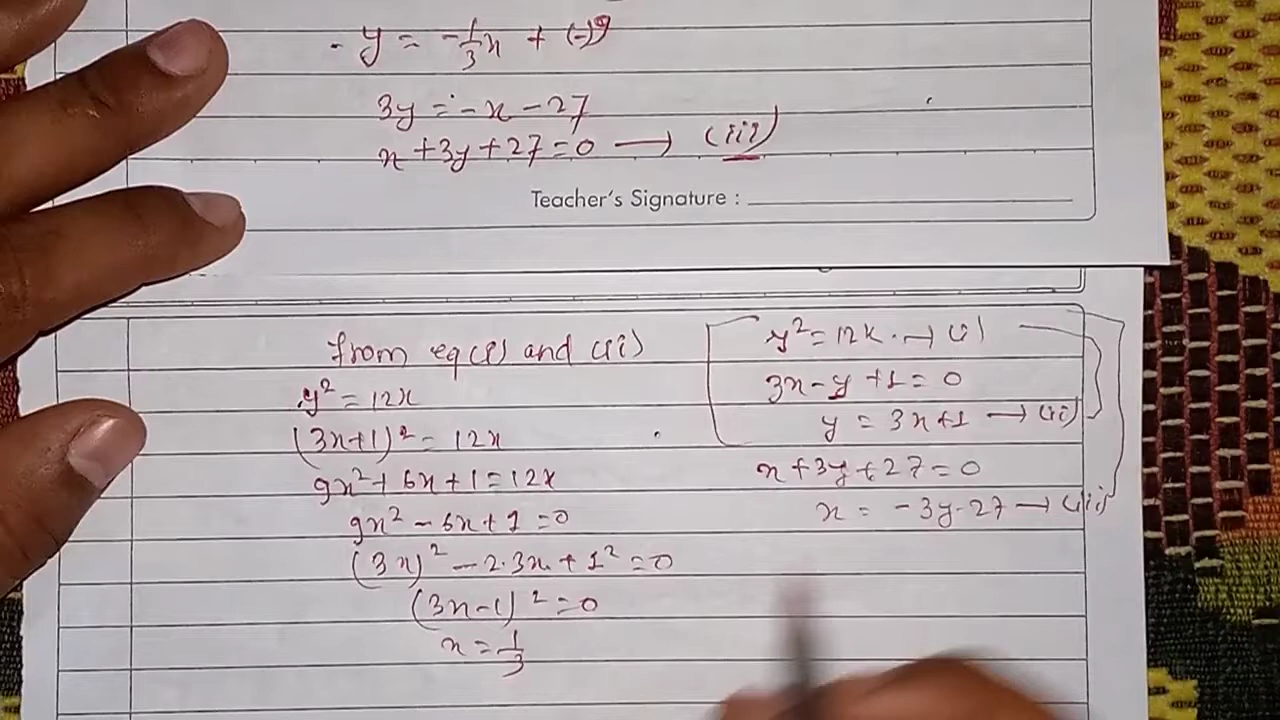 y = -1/3x + (-)9
3y = -x - 27
x + 3y + 27 = 0 → (iii)
Teacher's Signature :
from eq (i) and (ii)
y² = 12x
(3x+1)² = 12x
9x² + 6x + 1 = 12x
9x² - 6x + 1 = 0
(3x)² - 2·3x + 1² = 0
(3x-1)² = 0
x = 1/3
y² = 12x → (i)
3x - y + 1 = 0
y = 3x+1 → (ii)
x + 3y + 27 = 0
x = -3y - 27 → (iii)